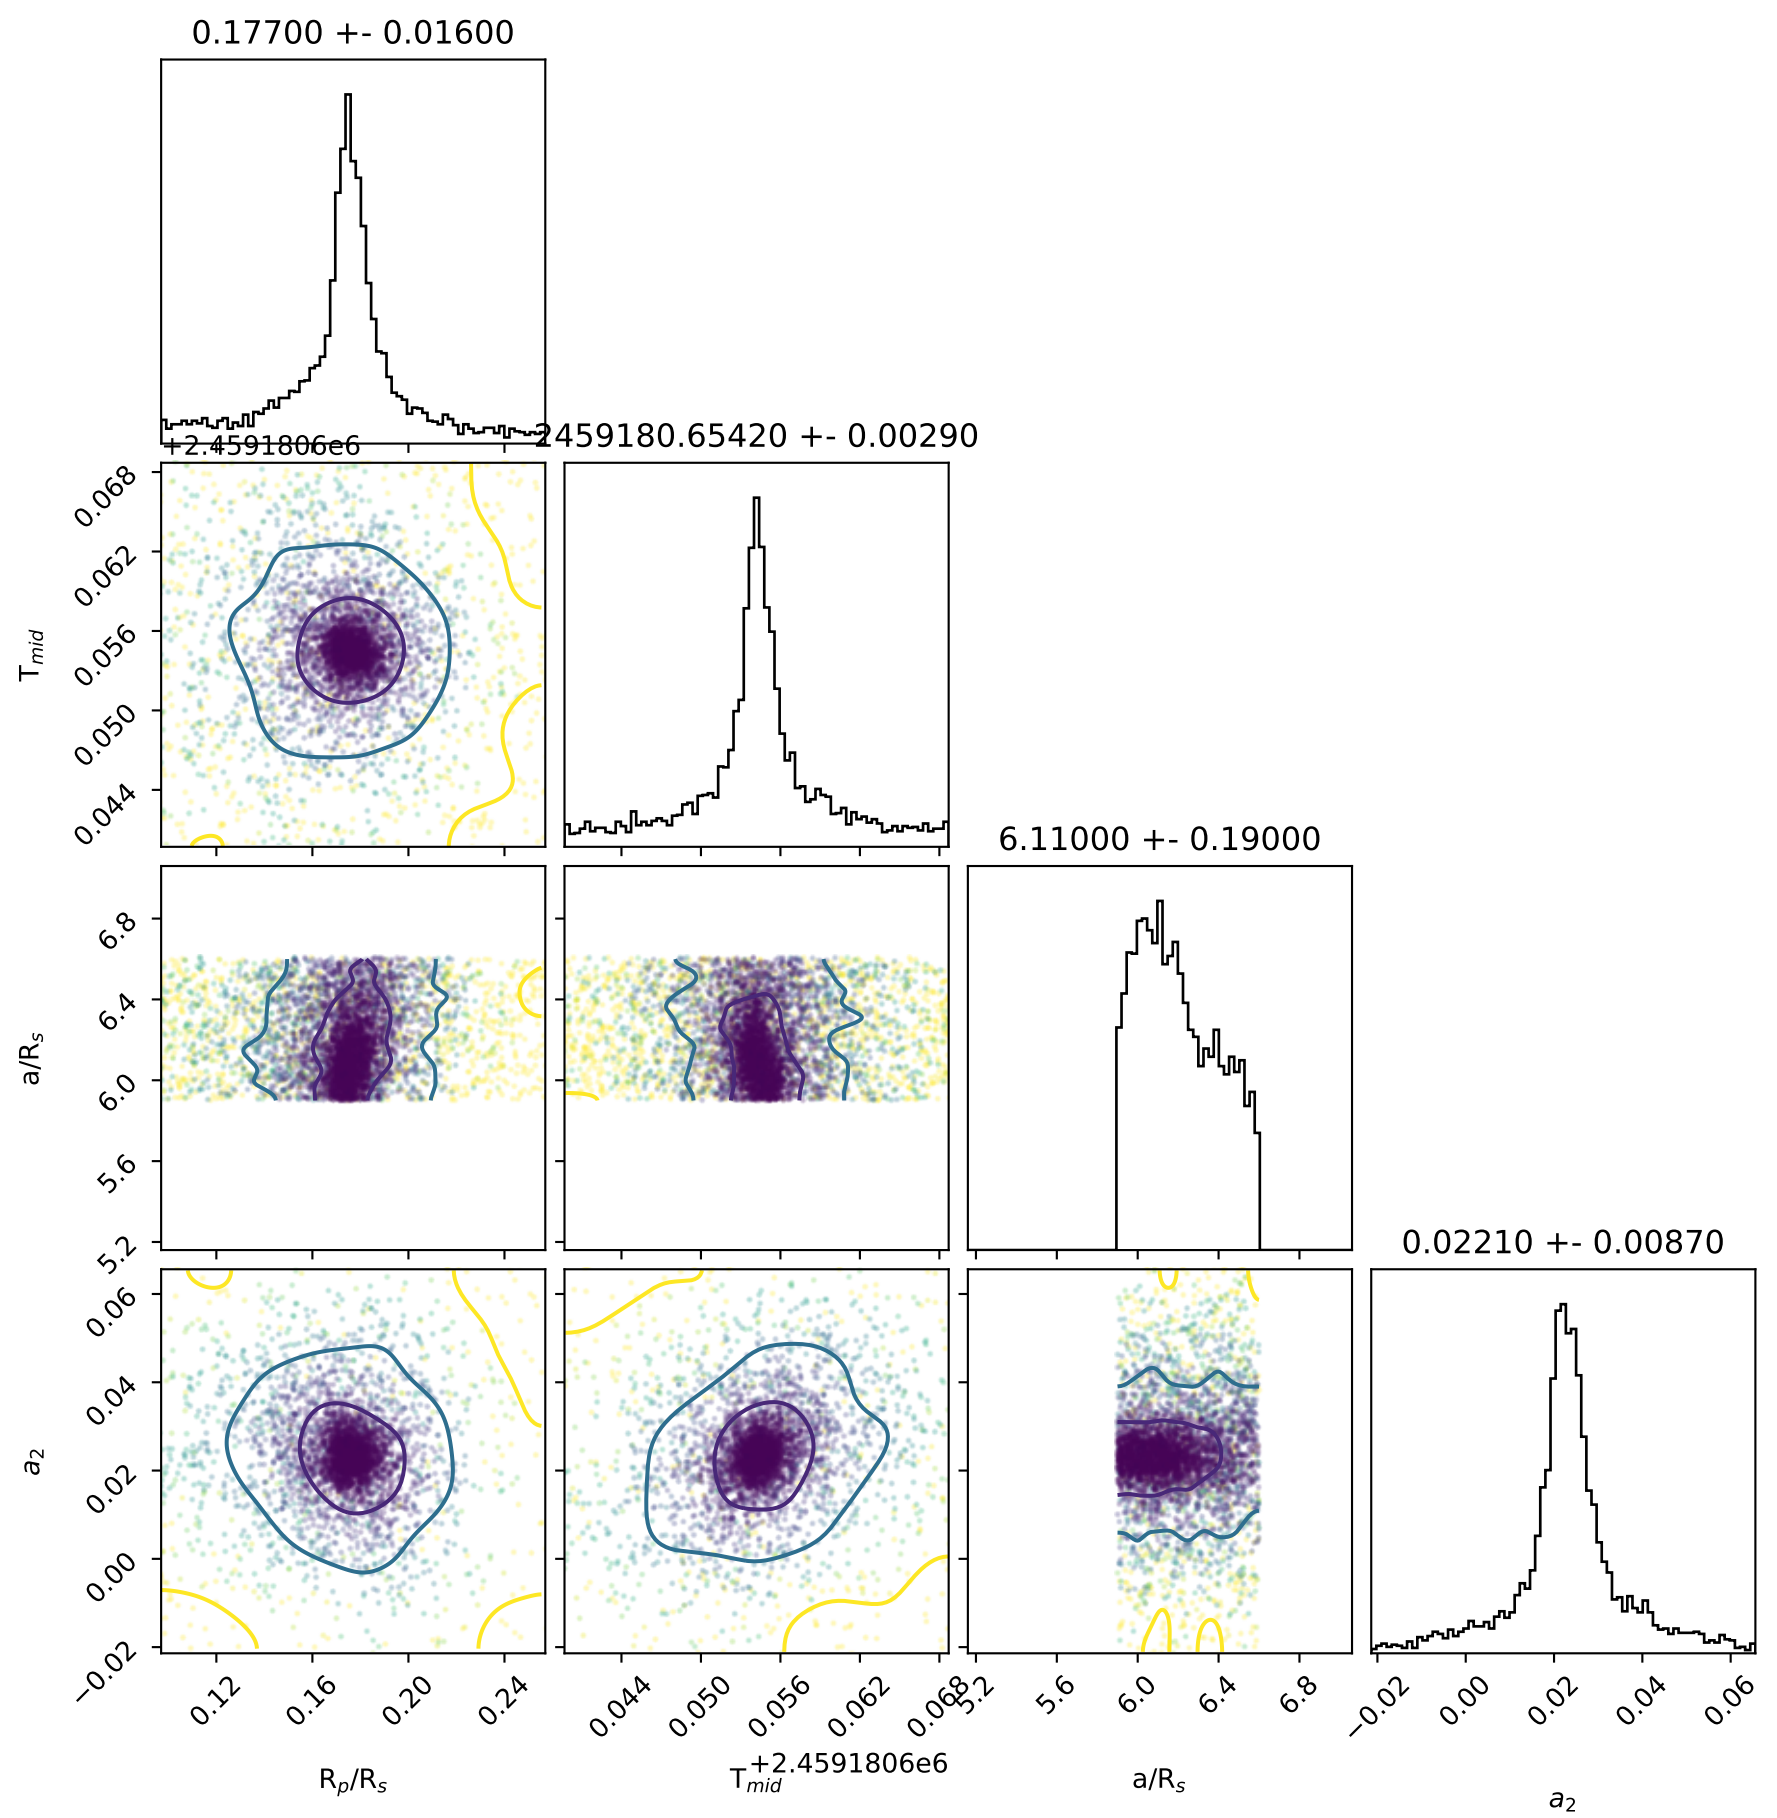 0.17700 +- 0.01600
+2.4591806e6
2459180.65420 +- 0.00290
0.068
0.062
0.056
0.050
0.044
T_mid
6.11000 +- 0.19000
6.8
6.4
6.0
5.6
5.2
a/R_s
0.02210 +- 0.00870
0.06
0.04
0.02
0.00
−0.02
a_2
0.12 0.16 0.20 0.24
0.044 0.050 0.056 0.062 0.068
5.2 5.6 6.0 6.4 6.8
−0.02 0.00 0.02 0.04 0.06
+2.4591806e6
R_p/R_s
T_mid
a/R_s
a_2